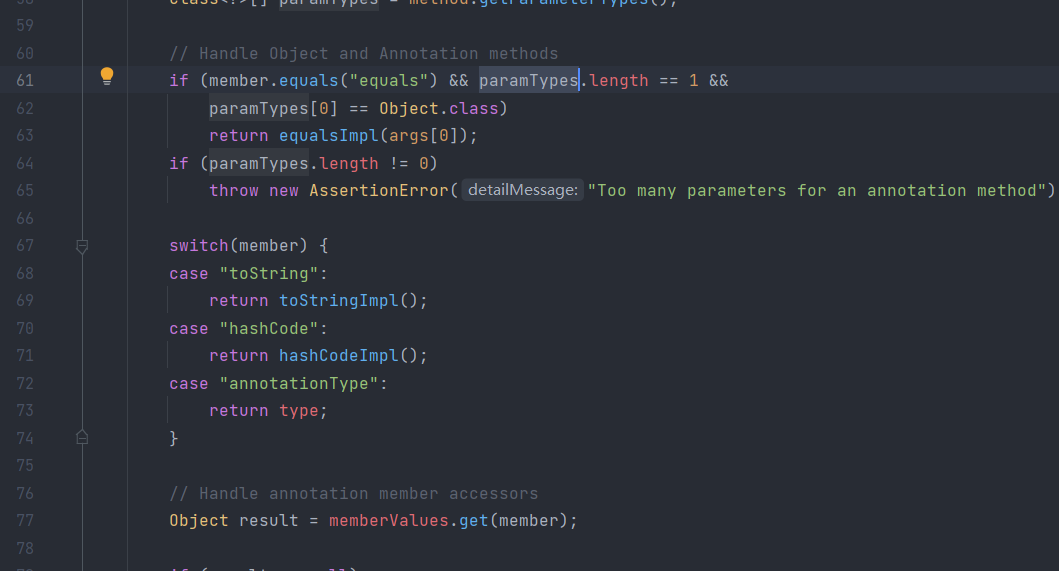 58 Class<?>[] paramTypes = method.getParameterTypes();
59
60 // Handle Object and Annotation methods
61 if (member.equals("equals") && paramTypes.length == 1 &&
62 paramTypes[0] == Object.class)
63 return equalsImpl(args[0]);
64 if (paramTypes.length != 0)
65 throw new AssertionError( detailMessage: "Too many parameters for an annotation method")
66
67 switch(member) {
68 case "toString":
69 return toStringImpl();
70 case "hashCode":
71 return hashCodeImpl();
72 case "annotationType":
73 return type;
74 }
75
76 // Handle annotation member accessors
77 Object result = memberValues.get(member);
78